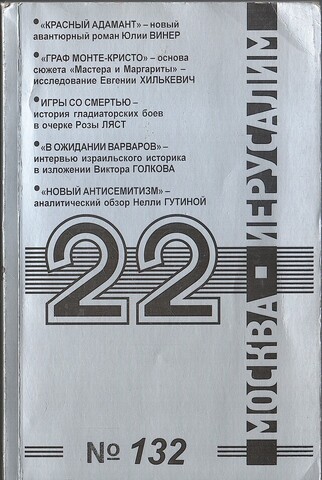 • «КРАСНЫЙ АДАМАНТ» – новый
авантюрный роман Юлии ВИНЕР
• «ГРАФ МОНТЕ-КРИСТО» – основа
сюжета «Мастера и Маргариты» –
исследование Евгении ХИЛЬКЕВИЧ
• ИГРЫ СО СМЕРТЬЮ –
история гладиаторских боев
в очерке Розы ЛЯСТ
• «В ОЖИДАНИИ ВАРВАРОВ» –
интервью израильского историка
в изложении Виктора ГОЛКОВА
• «НОВЫЙ АНТИСЕМИТИЗМ» –
аналитический обзор Нелли ГУТИНОЙ
22
МОСКВА ▪ ИЕРУСАЛИМ
№ 132